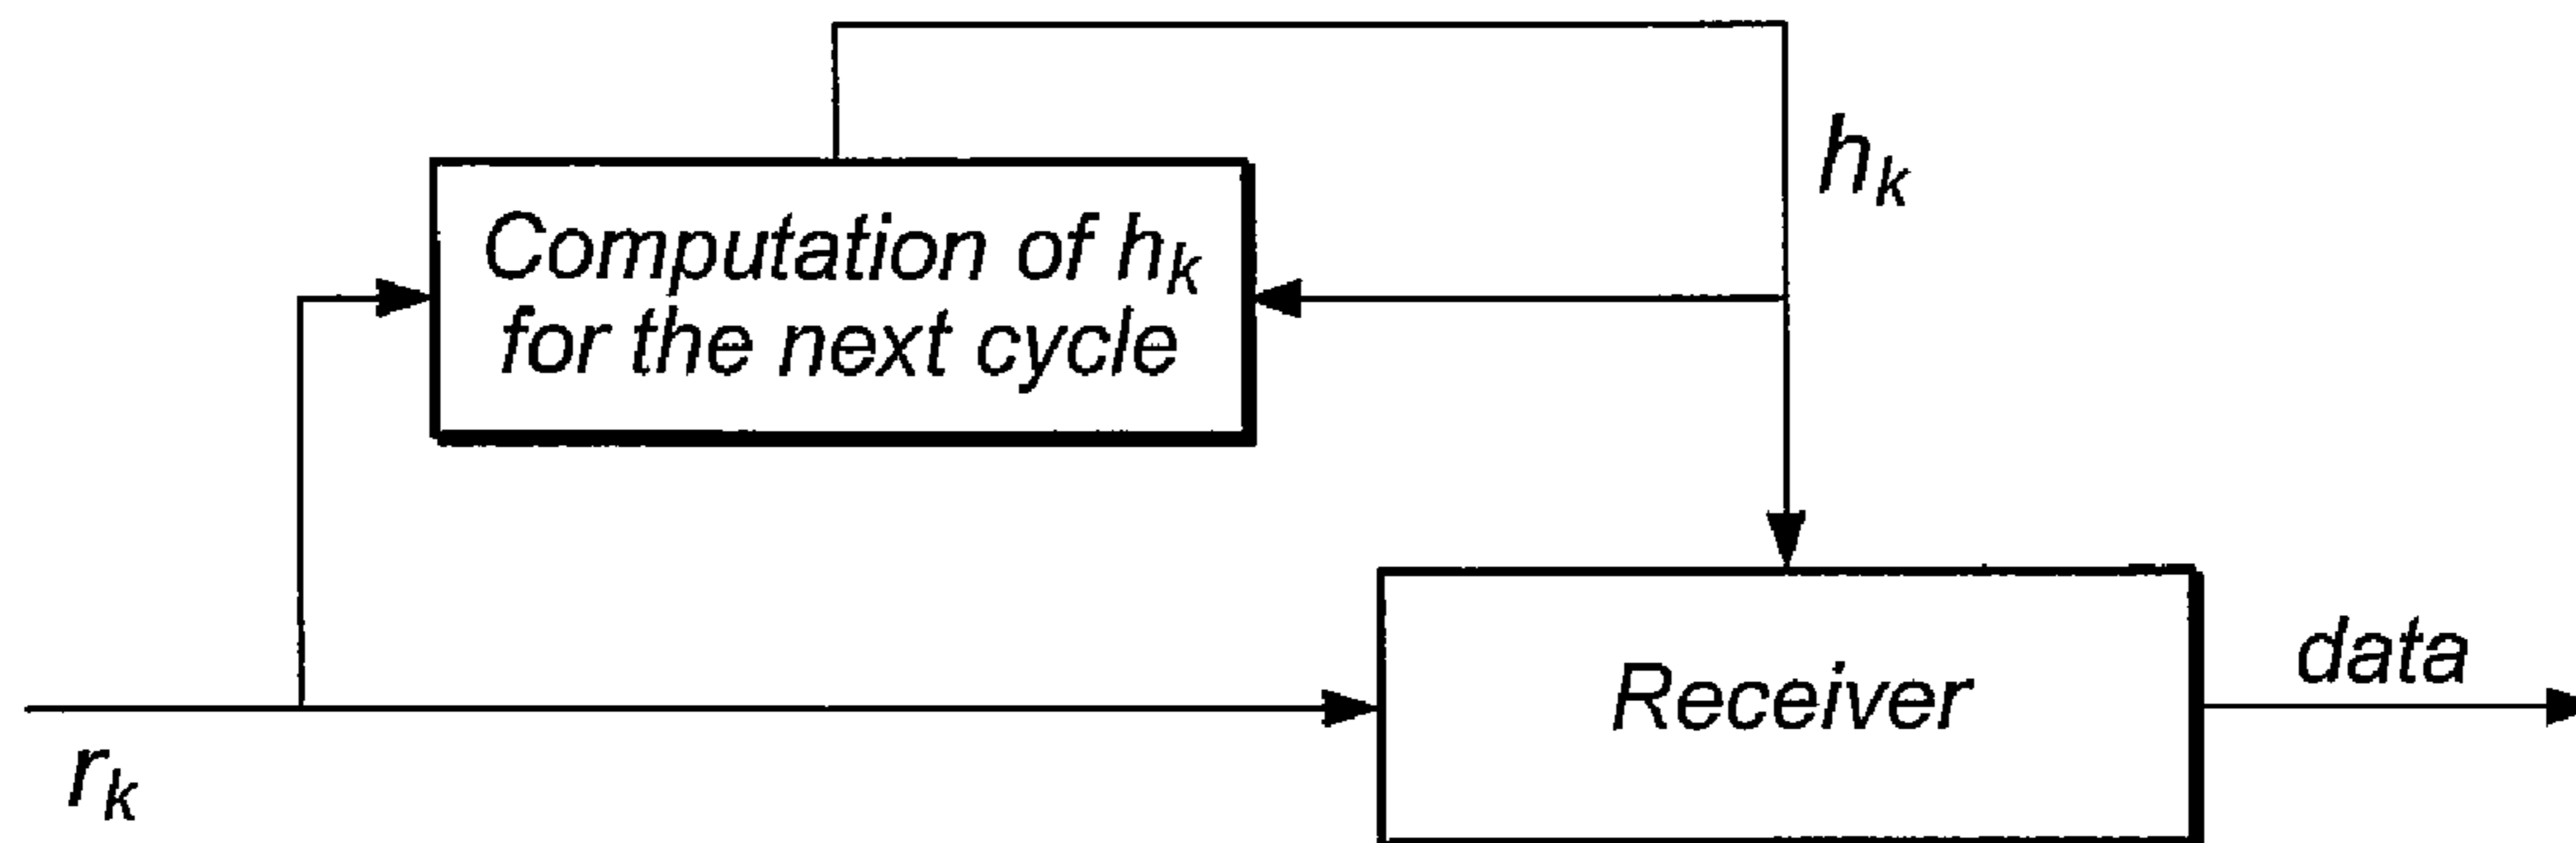 h_k
Computation of h_k
for the next cycle
Receiver
data
r_k